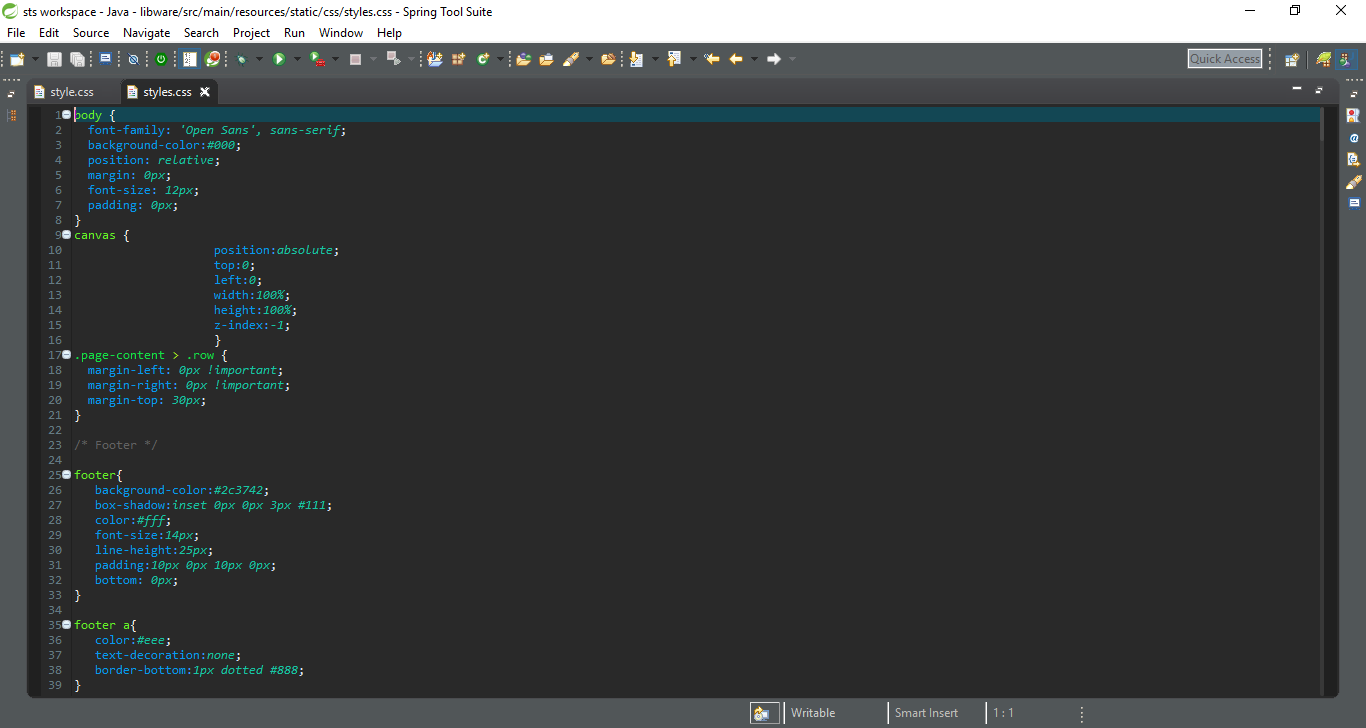 sts workspace - Java - libware/src/main/resources/static/css/styles.css - Spring Tool Suite
File Edit Source Navigate Search Project Run Window Help
Quick Access
style.css styles.css
1 body {
2 font-family: 'Open Sans', sans-serif;
3 background-color:#000;
4 position: relative;
5 margin: 0px;
6 font-size: 12px;
7 padding: 0px;
8 }
9 canvas {
10 position:absolute;
11 top:0;
12 left:0;
13 width:100%;
14 height:100%;
15 z-index:-1;
16 }
17 .page-content > .row {
18 margin-left: 0px !important;
19 margin-right: 0px !important;
20 margin-top: 30px;
21 }
22
23 /* Footer */
24
25 footer{
26 background-color:#2c3742;
27 box-shadow:inset 0px 0px 3px #111;
28 color:#fff;
29 font-size:14px;
30 line-height:25px;
31 padding:10px 0px 10px 0px;
32 bottom: 0px;
33 }
34
35 footer a{
36 color:#eee;
37 text-decoration:none;
38 border-bottom:1px dotted #888;
39 }
Writable Smart Insert 1 : 1